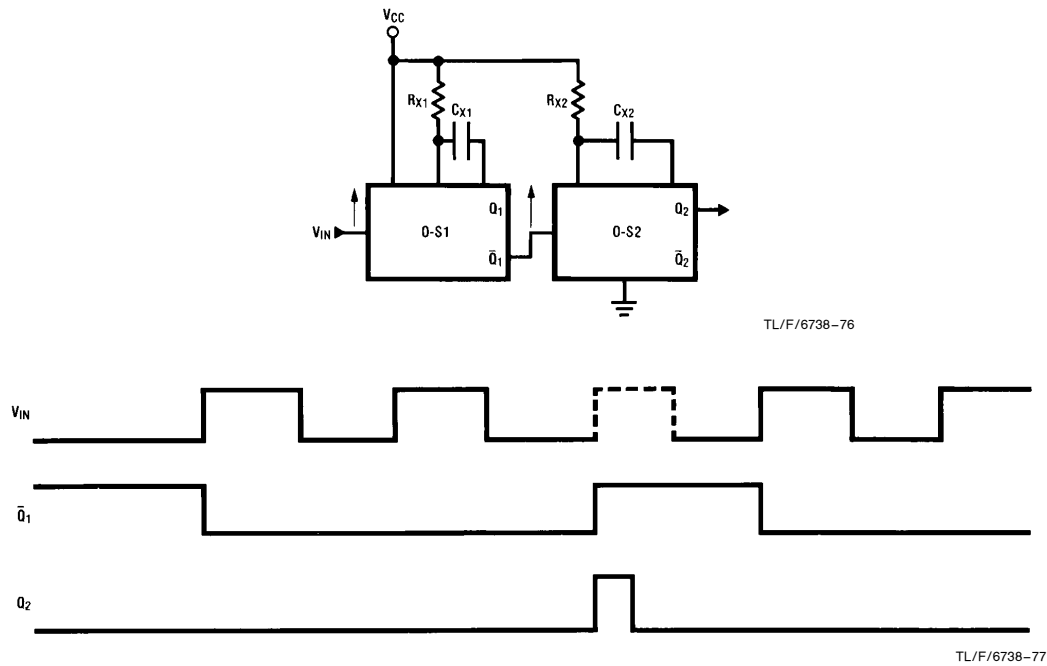 VCC
RX1
CX1
RX2
CX2
VIN
O-S1
Q1
Q̄1
O-S2
Q2
Q̄2
TL/F/6738–76
VIN
Q̄1
Q2
TL/F/6738–77